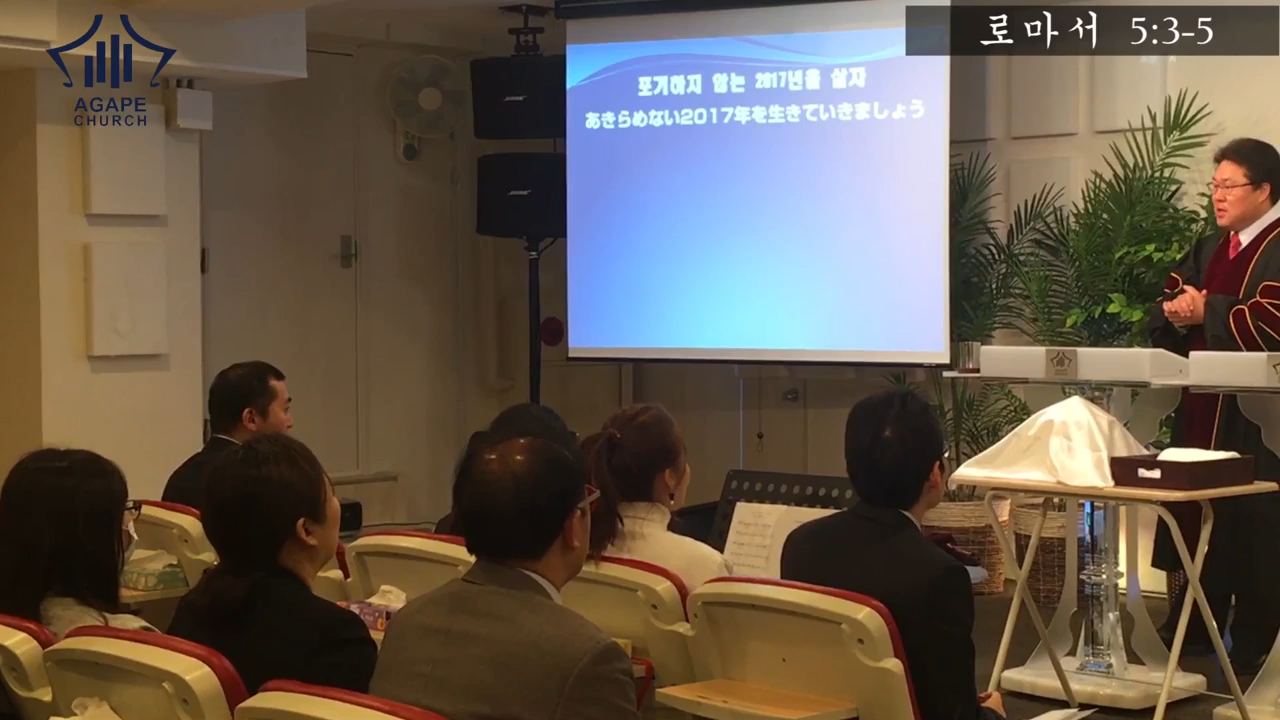 로마서 5:3-5
AGAPE
CHURCH
포기하지 않는 2017년을 살자
あきらめない2017年を生きていきましょう
BOSE
BOSE
AGAPE